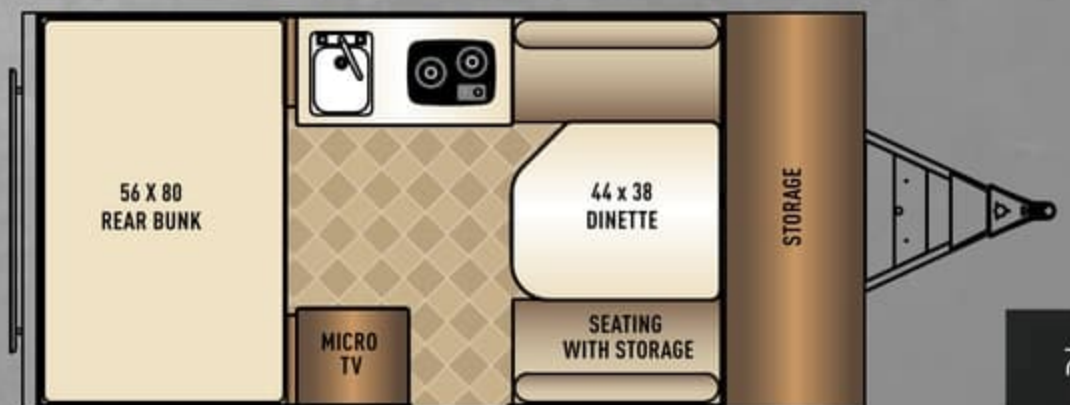 56 X 80
REAR BUNK
44 x 38
DINETTE
STORAGE
MICRO
TV
SEATING
WITH STORAGE